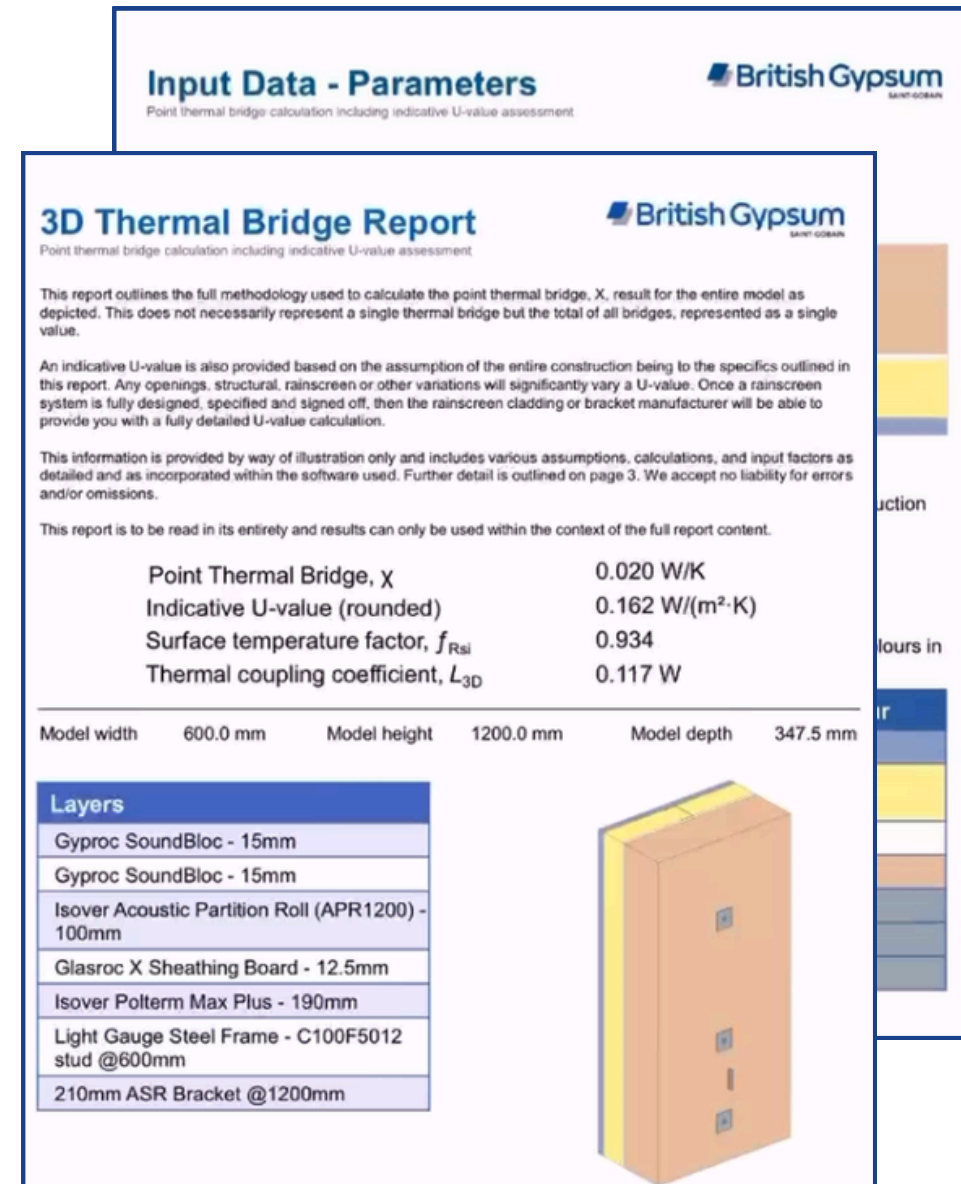 Input Data - Parameters
British Gypsum
SAINT-GOBAIN
Point thermal bridge calculation including indicative U-value assessment
3D Thermal Bridge Report
British Gypsum
SAINT-GOBAIN
Point thermal bridge calculation including indicative U-value assessment
This report outlines the full methodology used to calculate the point thermal bridge, X, result for the entire model as
depicted. This does not necessarily represent a single thermal bridge but the total of all bridges, represented as a single
value.
An indicative U-value is also provided based on the assumption of the entire construction being to the specifics outlined in
this report. Any openings, structural, rainscreen or other variations will significantly vary a U-value. Once a rainscreen
system is fully designed, specified and signed off, then the rainscreen cladding or bracket manufacturer will be able to
provide you with a fully detailed U-value calculation.
This information is provided by way of illustration only and includes various assumptions, calculations, and input factors as
detailed and as incorporated within the software used. Further detail is outlined on page 3. We accept no liability for errors
and/or omissions.
This report is to be read in its entirety and results can only be used within the context of the full report content.
Point Thermal Bridge, χ 0.020 W/K
Indicative U-value (rounded) 0.162 W/(m²·K)
Surface temperature factor, fRsi 0.934
Thermal coupling coefficient, L3D 0.117 W
Model width 600.0 mm Model height 1200.0 mm Model depth 347.5 mm
Layers
Gyproc SoundBloc - 15mm
Gyproc SoundBloc - 15mm
Isover Acoustic Partition Roll (APR1200) -
100mm
Glasroc X Sheathing Board - 12.5mm
Isover Polterm Max Plus - 190mm
Light Gauge Steel Frame - C100F5012
stud @600mm
210mm ASR Bracket @1200mm
uction
lours in
r